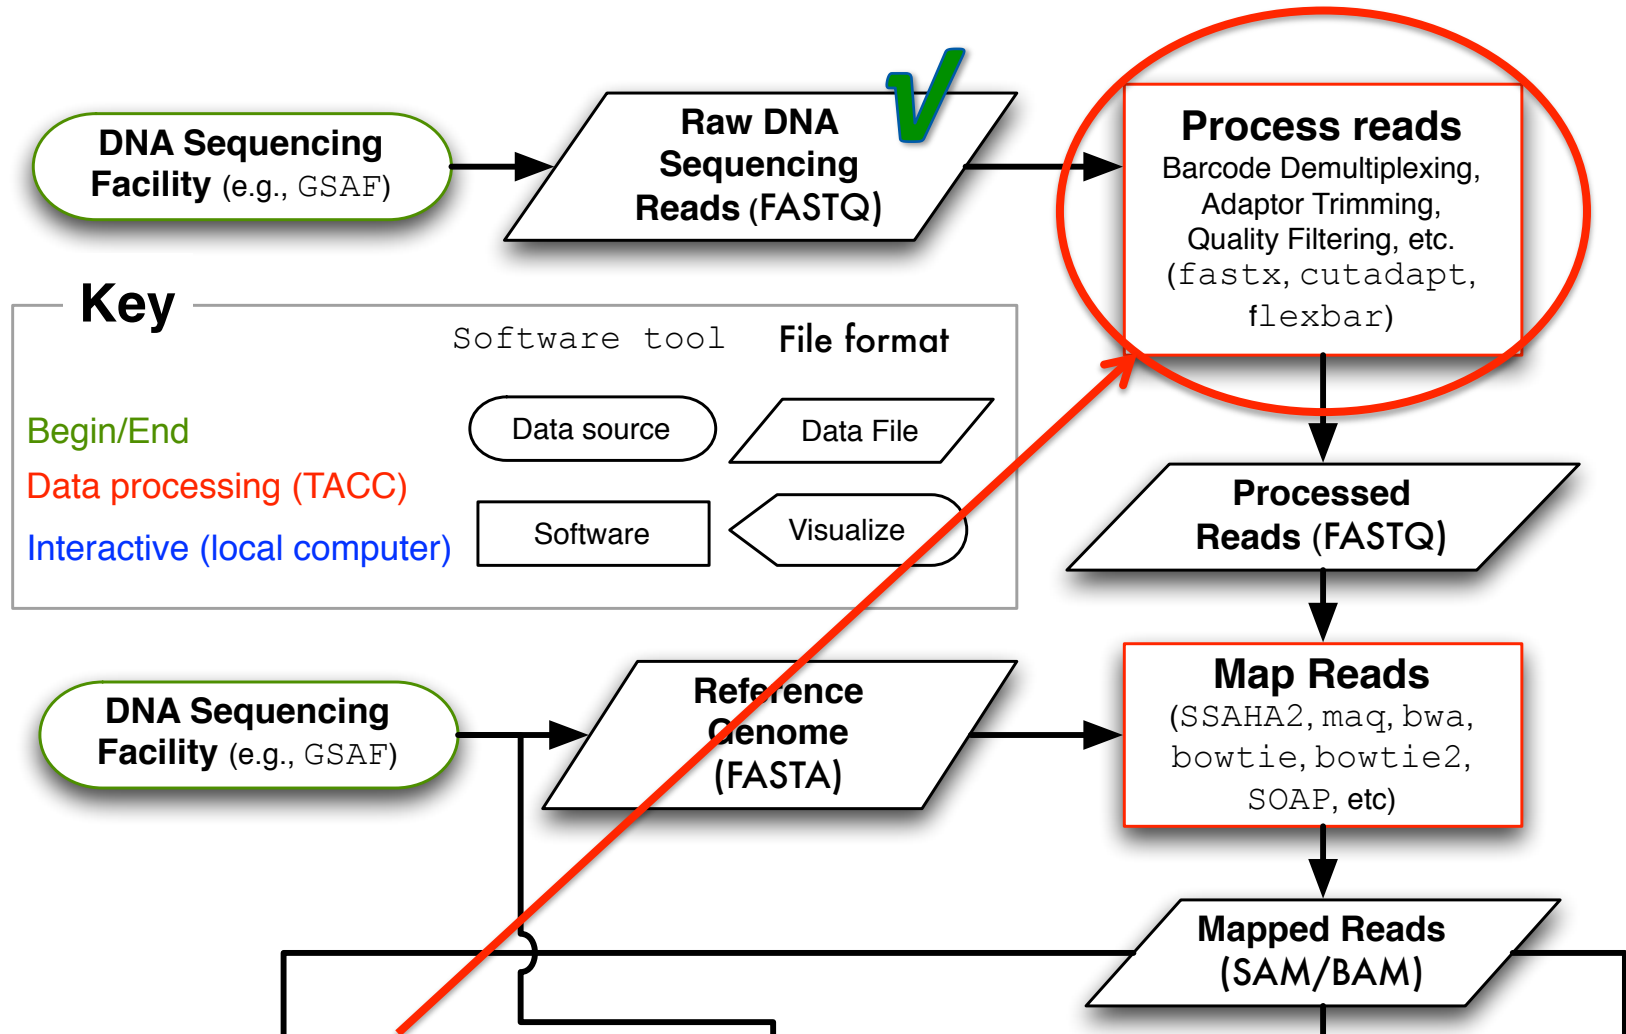 DNA Sequencing
Facility (e.g., GSAF)
Raw DNA
Sequencing
Reads (FASTQ)
√
Process reads
Barcode Demultiplexing,
Adaptor Trimming,
Quality Filtering, etc.
(fastx, cutadapt,
flexbar)
Key
Software tool
File format
Begin/End
Data source
Data File
Data processing (TACC)
Interactive (local computer)
Software
Visualize
Processed
Reads (FASTQ)
DNA Sequencing
Facility (e.g., GSAF)
Reference
Genome
(FASTA)
Map Reads
(SSAHA2, maq, bwa,
bowtie, bowtie2,
SOAP, etc)
Mapped Reads
(SAM/BAM)